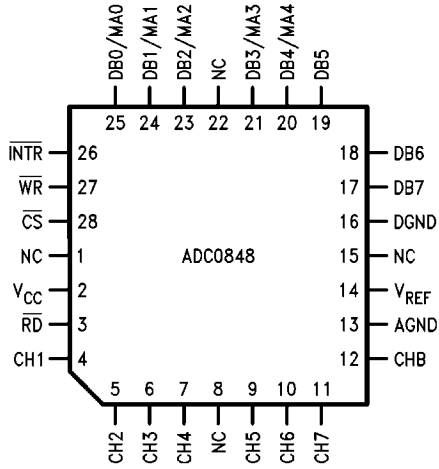 DB0/MA0
DB1/MA1
DB2/MA2
NC
DB3/MA3
DB4/MA4
DB5
25 24 23 22 21 20 19
INTR 26
WR 27
CS 28
NC 1
VCC 2
RD 3
CH1 4
ADC0848
18 DB6
17 DB7
16 DGND
15 NC
14 VREF
13 AGND
12 CHB
5 6 7 8 9 10 11
CH2
CH3
CH4
NC
CH5
CH6
CH7